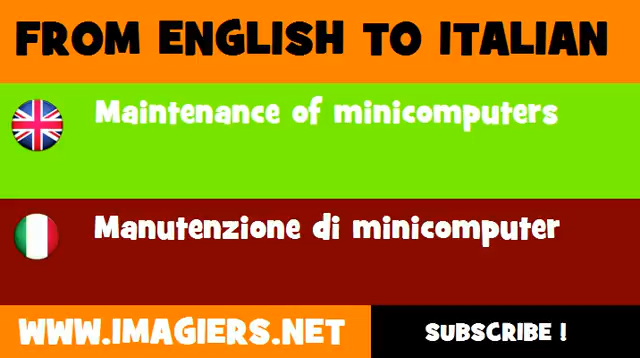 FROM ENGLISH TO ITALIAN
Maintenance of minicomputers
Manutenzione di minicomputer
WWW.IMAGIERS.NET
SUBSCRIBE !